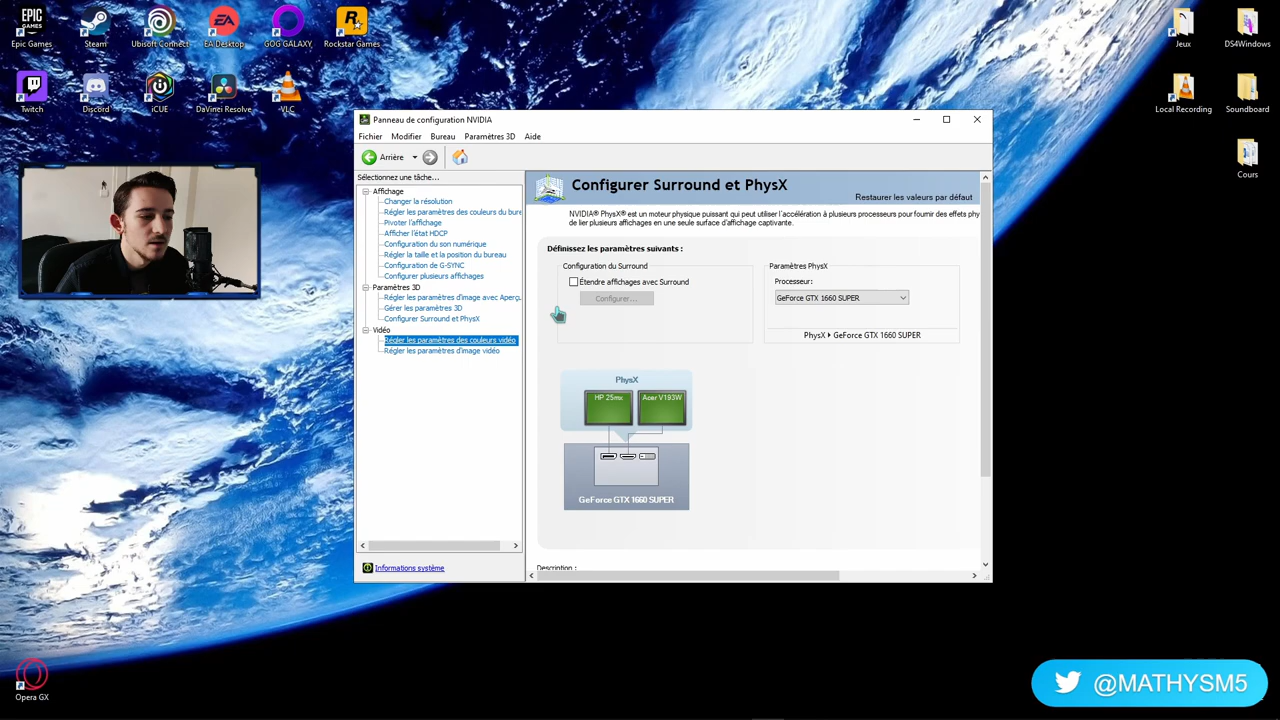 Epic Games
Steam
Ubisoft Connect
EA Desktop
GOG GALAXY
Rockstar Games
Twitch
Discord
iCUE
DaVinci Resolve
VLC
Jeux
DS4Windows
Local Recording
Soundboard
Cours
Panneau de configuration NVIDIA
Fichier Modifier Bureau Paramètres 3D Aide
Arrière
Sélectionnez une tâche...
Affichage
Changer la résolution
Régler les paramètres des couleurs du bure
Pivoter l'affichage
Afficher l'état HDCP
Configuration du son numérique
Régler la taille et la position du bureau
Configuration de G-SYNC
Configurer plusieurs affichages
Paramètres 3D
Régler les paramètres d'image avec Aperçu
Gérer les paramètres 3D
Configurer Surround et PhysX
Vidéo
Régler les paramètres des couleurs vidéo
Régler les paramètres d'image vidéo
Informations système
Configurer Surround et PhysX
Restaurer les valeurs par défaut
NVIDIA® PhysX® est un moteur physique puissant qui peut utiliser l'accélération à plusieurs processeurs pour fournir des effets phy
de lier plusieurs affichages en une seule surface d'affichage captivante.
Définissez les paramètres suivants :
Configuration du Surround
Étendre affichages avec Surround
Configurer...
Paramètres PhysX
Processeur:
GeForce GTX 1660 SUPER
PhysX GeForce GTX 1660 SUPER
PhysX
HP 25mx
Acer V193W
GeForce GTX 1660 SUPER
Description :
Opera GX
@MATHYSM5